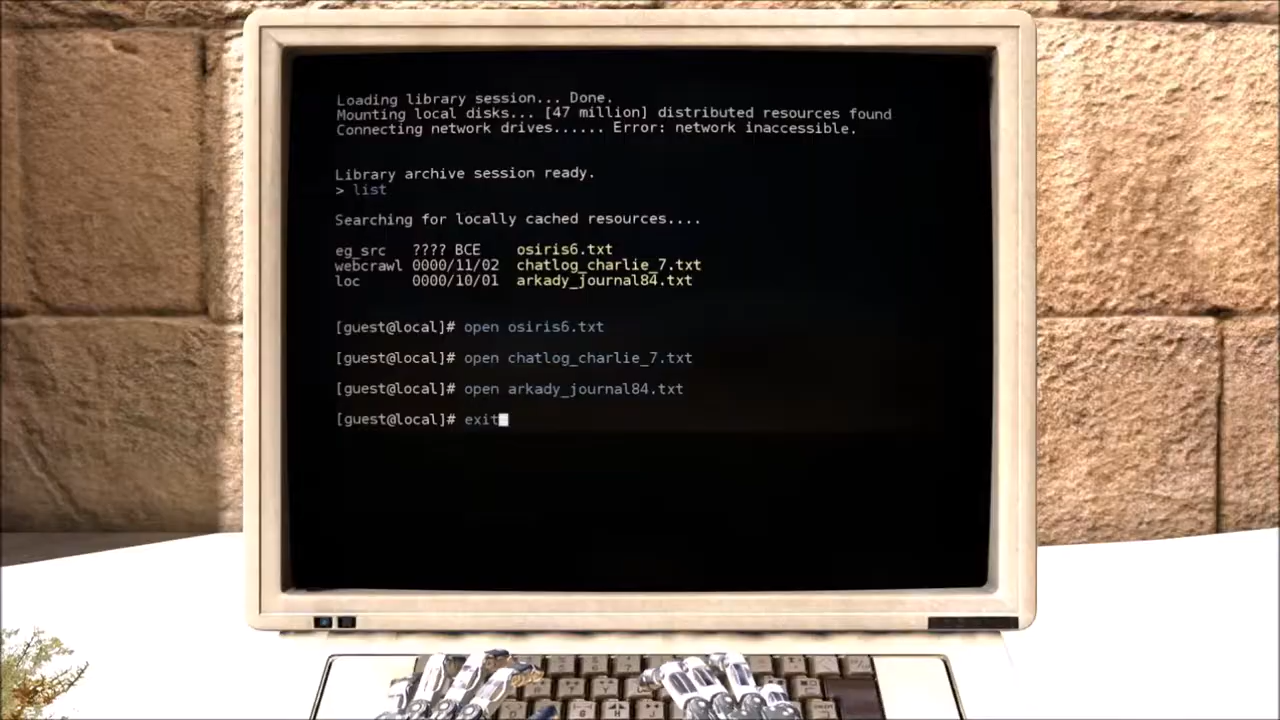 Loading library session... Done.
Mounting local disks... [47 million] distributed resources found
Connecting network drives...... Error: network inaccessible.
Library archive session ready.
> list
Searching for locally cached resources....
eg_src ???? BCE osiris6.txt
webcrawl 0000/11/02 chatlog_charlie_7.txt
loc 0000/10/01 arkady_journal84.txt
[guest@local]# open osiris6.txt
[guest@local]# open chatlog_charlie_7.txt
[guest@local]# open arkady_journal84.txt
[guest@local]# exit